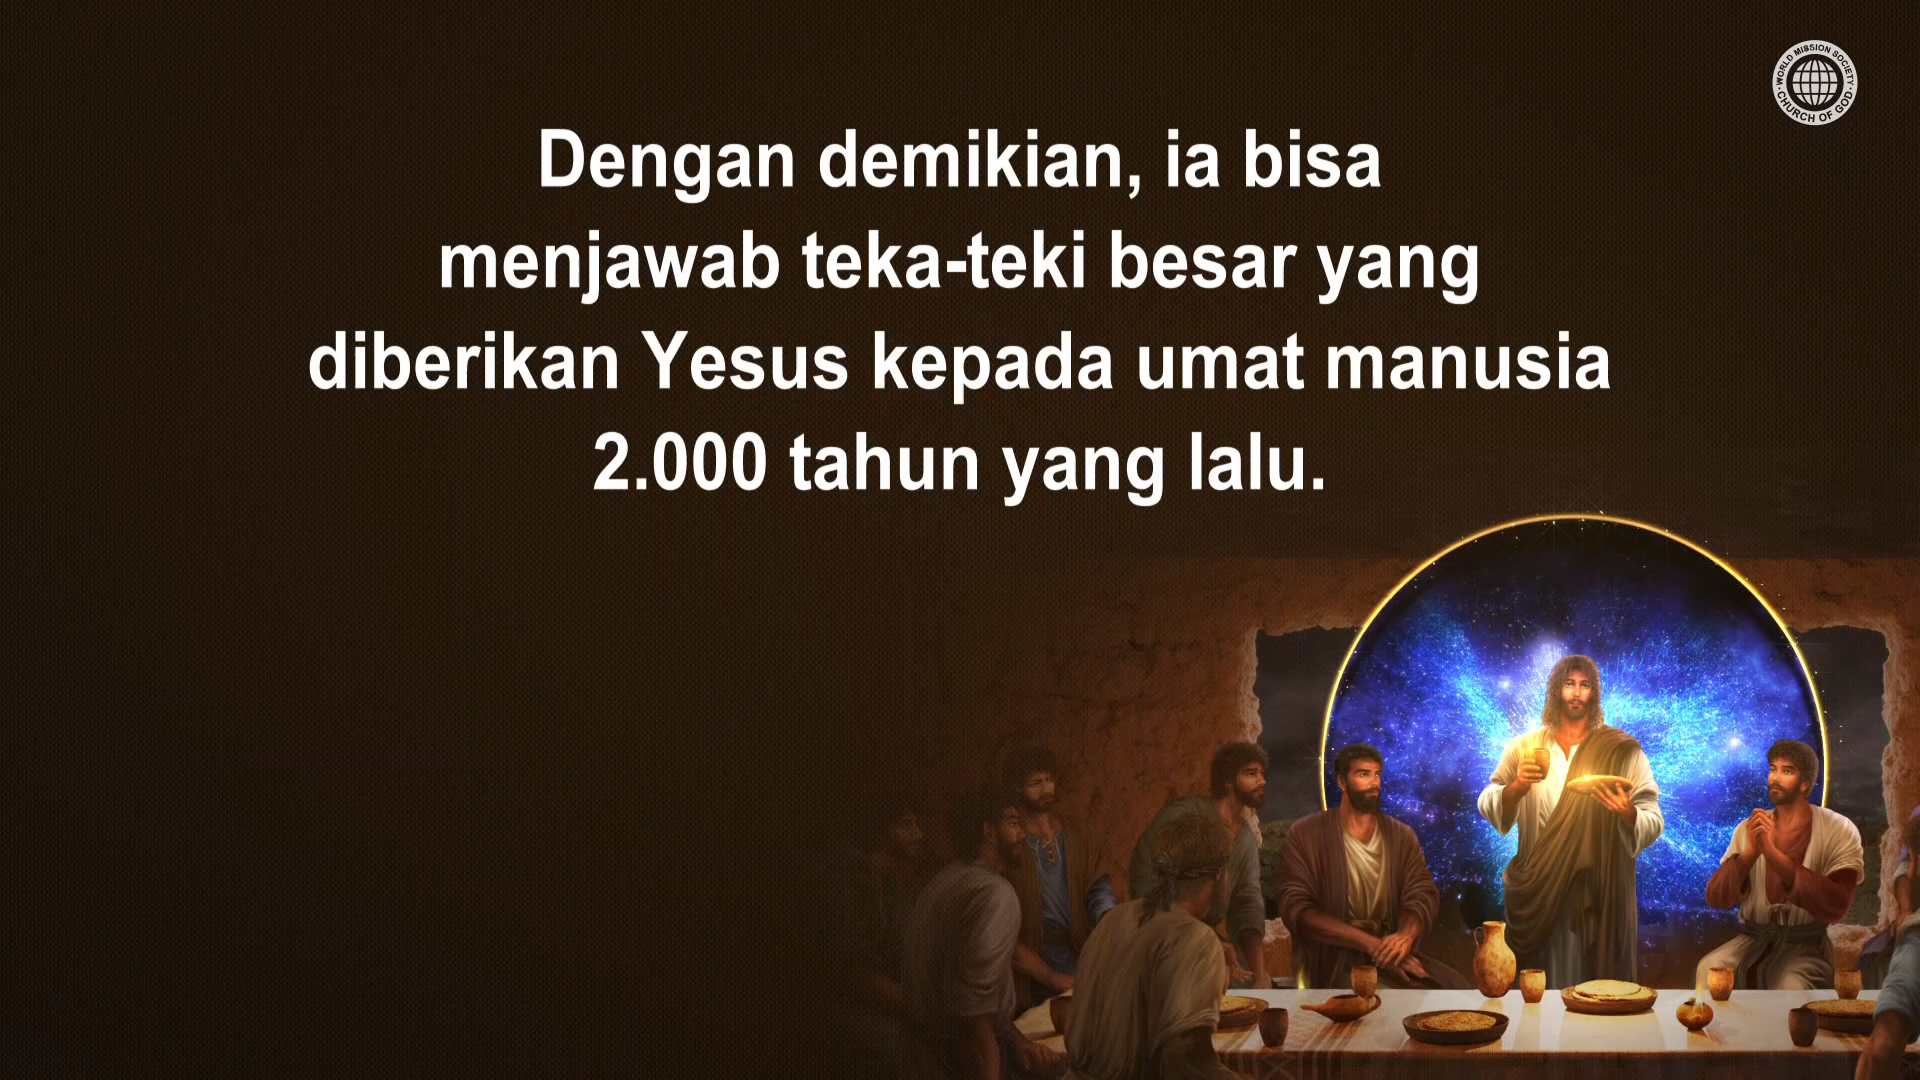 WORLD MISSION SOCIETY
CHURCH OF GOD
Dengan demikian, ia bisa
menjawab teka-teki besar yang
diberikan Yesus kepada umat manusia
2.000 tahun yang lalu.